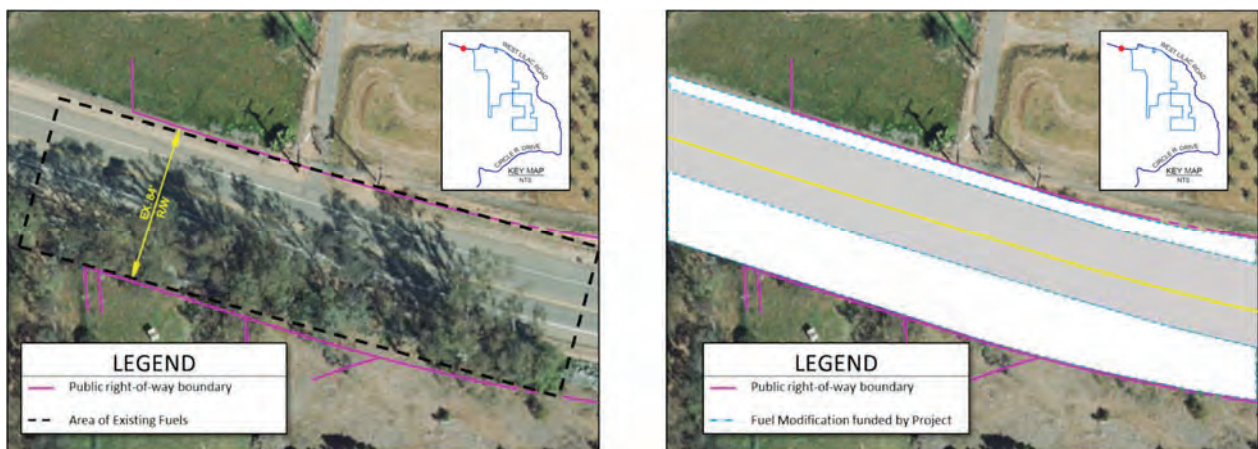 WEST LILAC ROAD
CIRCLE R. DRIVE
KEY MAP
NTS
EX. 84'
R/W
LEGEND
Public right-of-way boundary
Area of Existing Fuels
WEST LILAC ROAD
CIRCLE R. DRIVE
KEY MAP
NTS
LEGEND
Public right-of-way boundary
Fuel Modification funded by Project